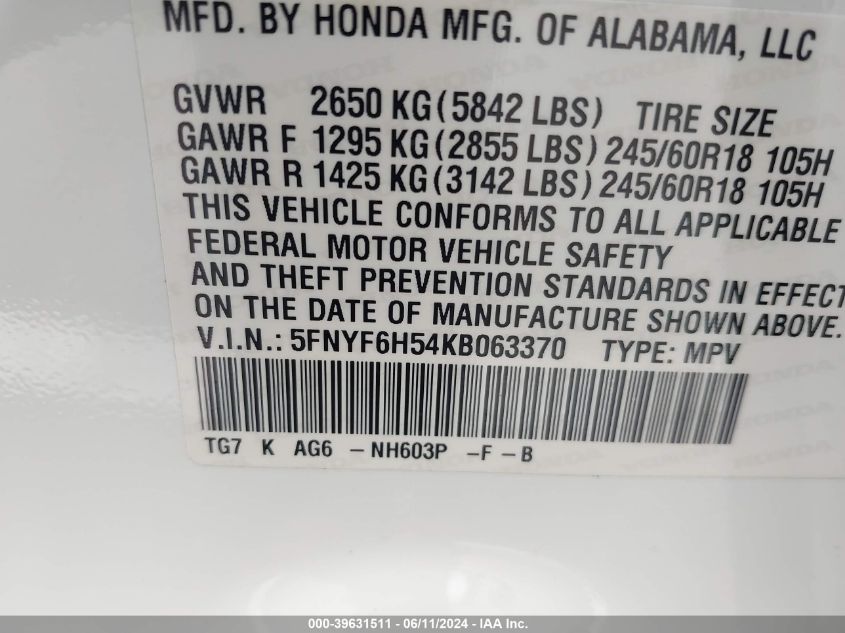 MFD. BY HONDA MFG. OF ALABAMA, LLC
GVWR 2650 KG (5842 LBS) TIRE SIZE
GAWR F 1295 KG (2855 LBS) 245/60R18 105H
GAWR R 1425 KG (3142 LBS) 245/60R18 105H
THIS VEHICLE CONFORMS TO ALL APPLICABLE
FEDERAL MOTOR VEHICLE SAFETY
AND THEFT PREVENTION STANDARDS IN EFFECT
ON THE DATE OF MANUFACTURE SHOWN ABOVE.
V.I.N.: 5FNYF6H54KB063370 TYPE: MPV
TG7 K AG6 - NH603P - F - B
000-39631511 - 06/11/2024 - IAA Inc.